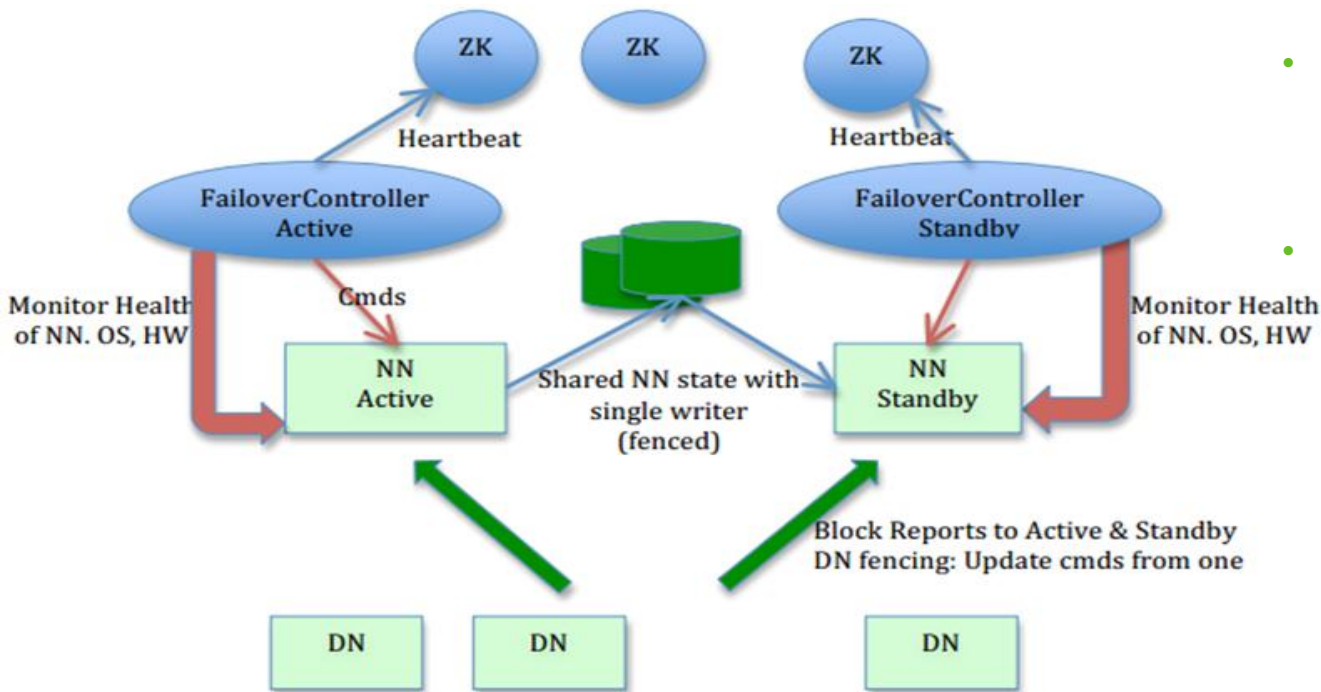 ZK
ZK
ZK
Heartbeat
Heartbeat
FailoverController
Active
FailoverController
Standby
Cmds
Monitor Health
of NN. OS, HW
Monitor Health
of NN. OS, HW
NN
Active
Shared NN state with
single writer
(fenced)
NN
Standby
Block Reports to Active & Standby
DN fencing: Update cmds from one
DN
DN
DN